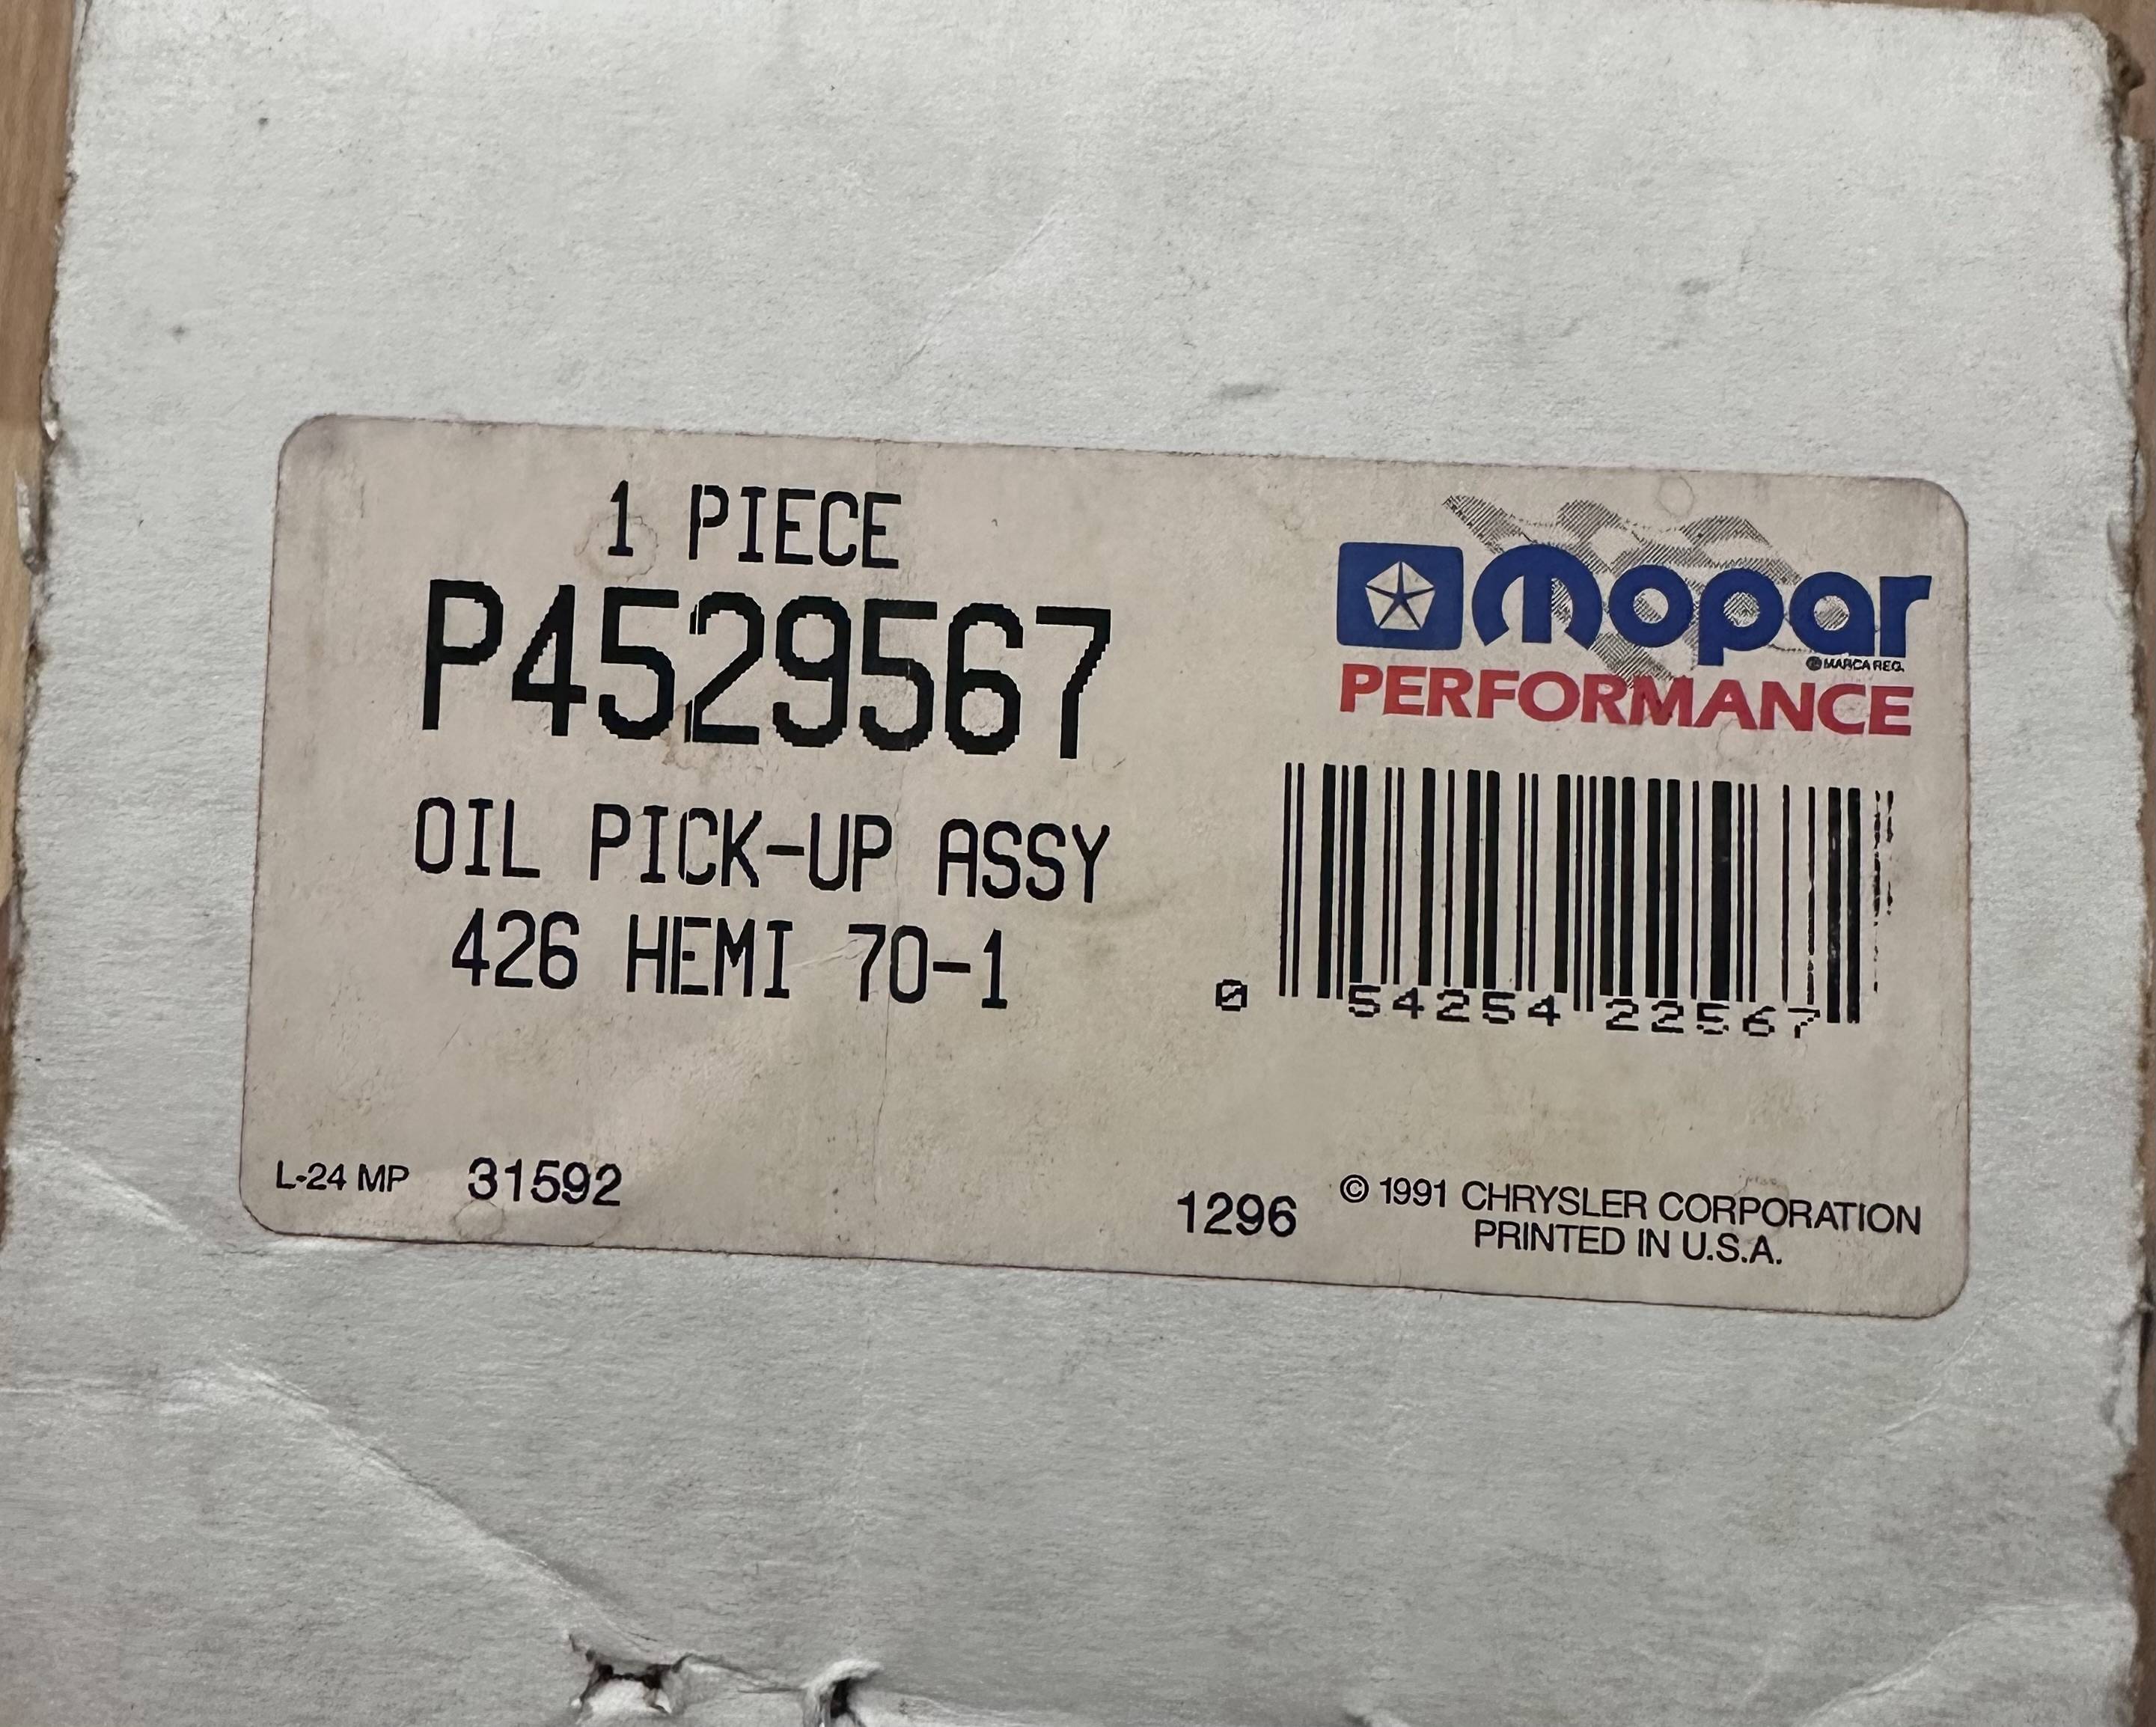 1 PIECE
P4529567
OIL PICK-UP ASSY
426 HEMI 70-1
Mopar
® MARCA REG.
PERFORMANCE
0 54254 22567
L-24 MP 31592
1296 © 1991 CHRYSLER CORPORATION
PRINTED IN U.S.A.